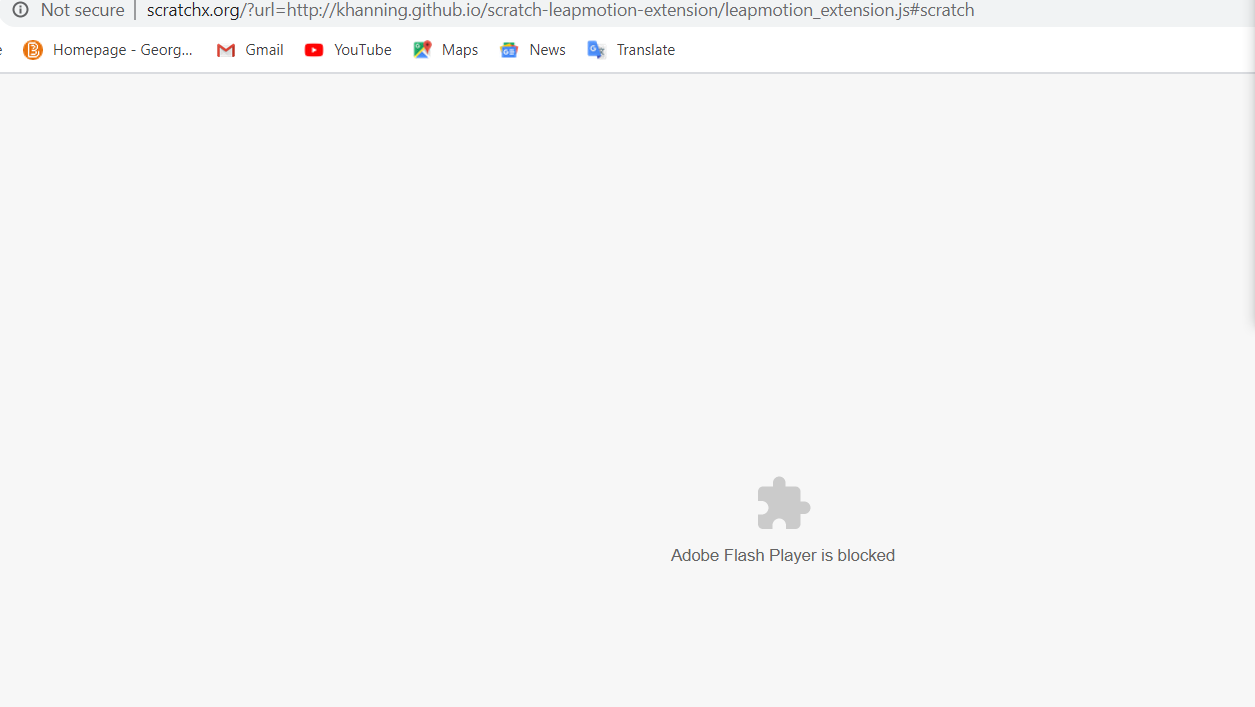 Not secure | scratchx.org/?url=http://khanning.github.io/scratch-leapmotion-extension/leapmotion_extension.js#scratch
Homepage - Georg... Gmail YouTube Maps News Translate
Adobe Flash Player is blocked